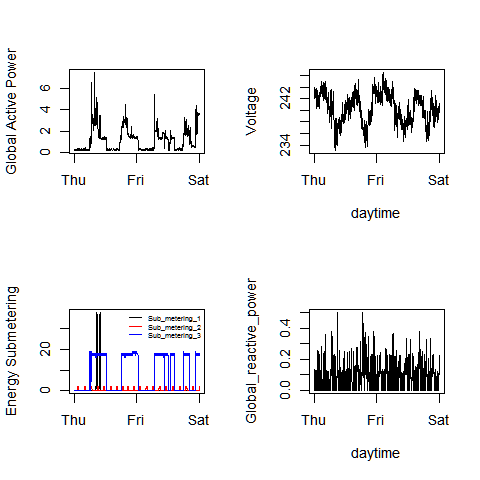 Global Active Power
0 2 4 6
Thu Fri Sat
Voltage
234 242
Thu Fri Sat
daytime
Energy Submetering
0 20
Thu Fri Sat
Sub_metering_1
Sub_metering_2
Sub_metering_3
Global_reactive_power
0.0 0.2 0.4
Thu Fri Sat
daytime